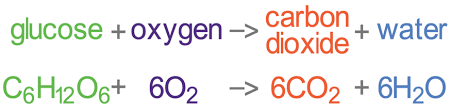 glucose + oxygen –> carbon dioxide + water
C₆H₁₂O₆+ 6O₂ –> 6CO₂ + 6H₂O